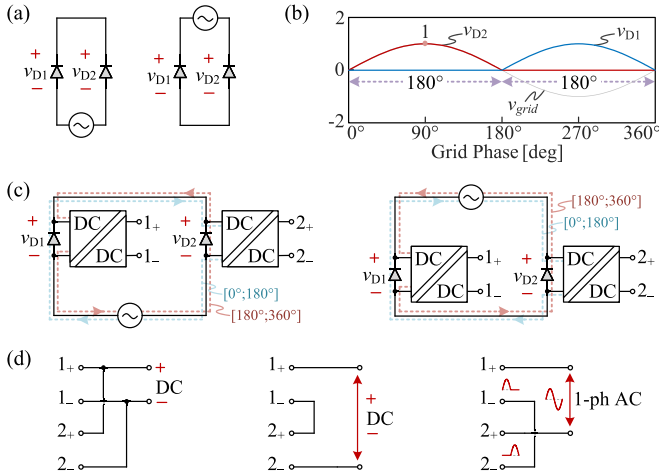 (a)
+ v_D1 −
v_D2 + −
+ v_D1 −
v_D2 + −
(b)
2
1
v_D2
v_D1
0
180°
180°
v_grid
-2
0°
90°
180°
270°
360°
Grid Phase [deg]
(c)
+ v_D1 −
DC
DC
1₊
1₋
+ v_D2 −
DC
DC
2₊
2₋
[0°;180°]
[180°;360°]
[180°;360°]
[0°;180°]
+ v_D1 −
DC
DC
1₊
1₋
+ v_D2 −
DC
DC
2₊
2₋
(d)
1₊
1₋
2₊
2₋
+
DC
−
1₊
1₋
2₊
2₋
+
DC
−
1₊
1₋
2₊
2₋
1-ph AC